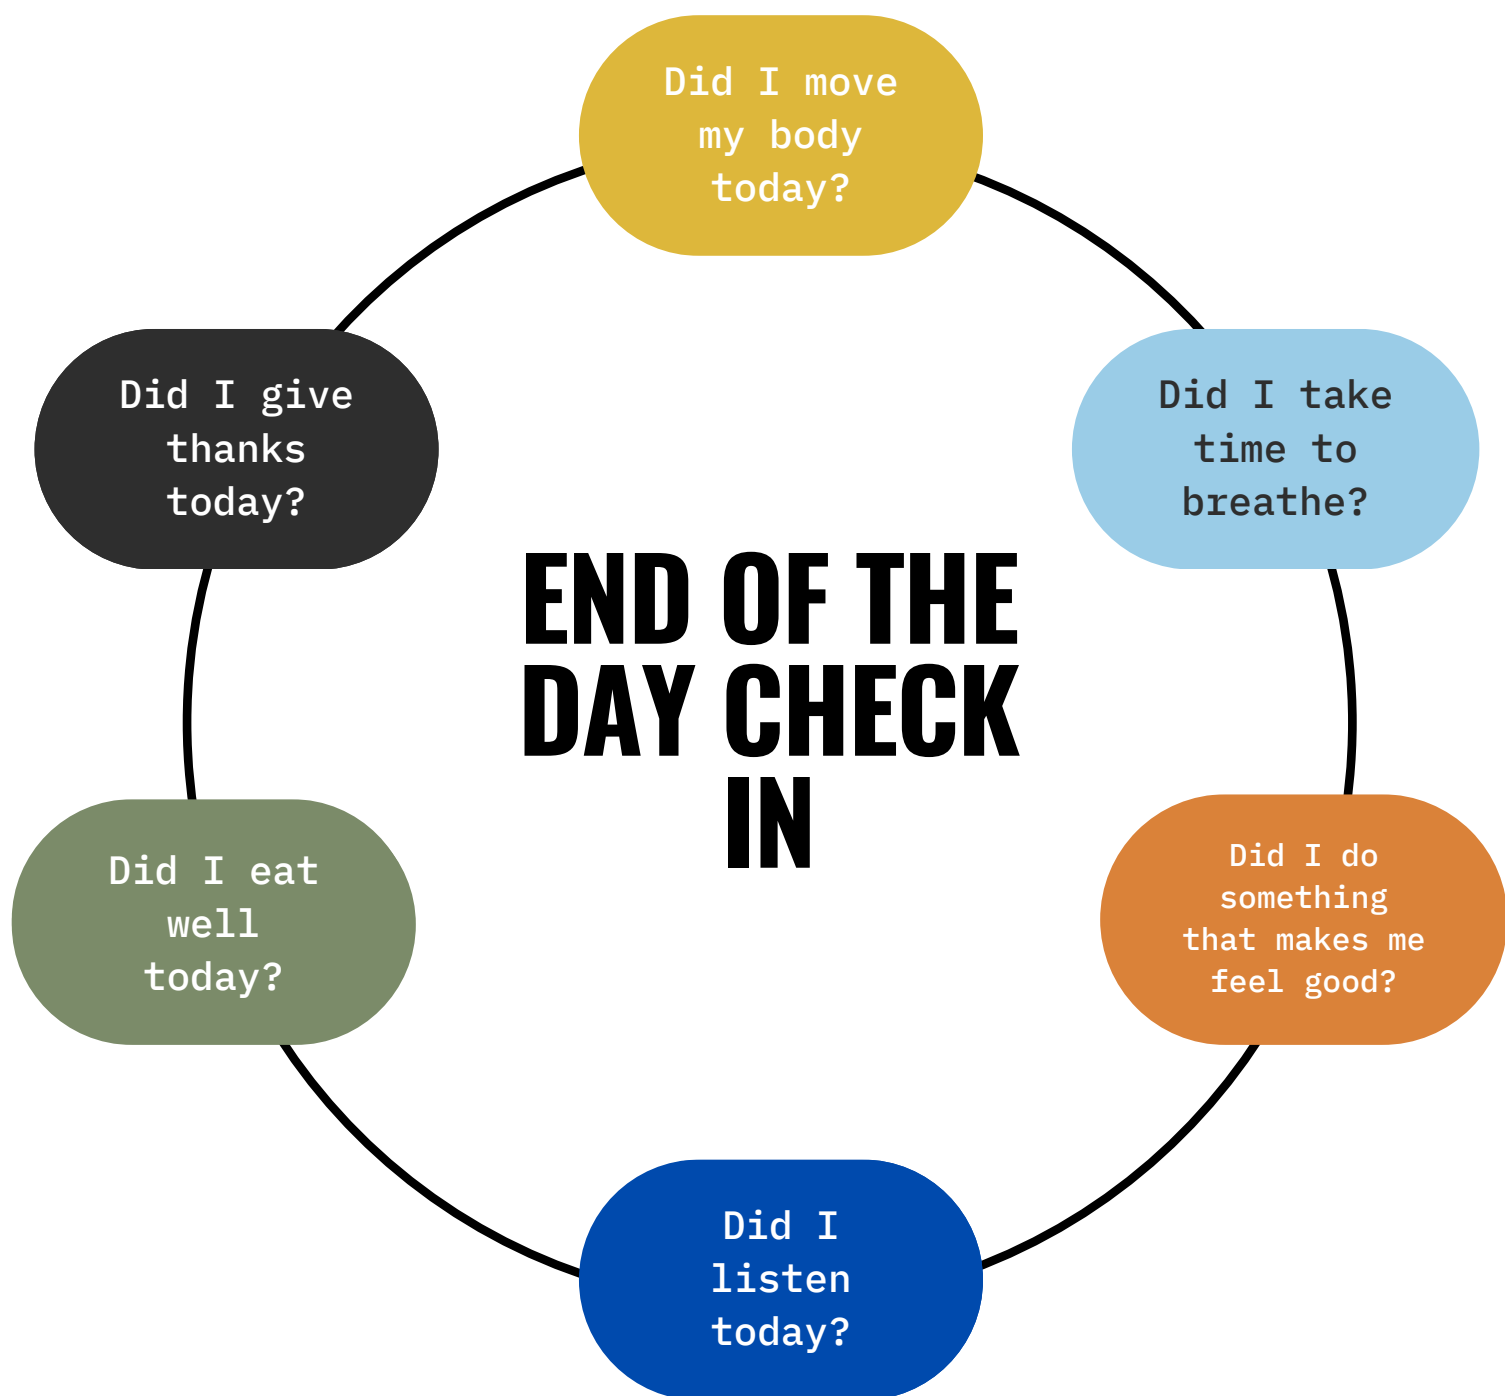 Did I move
my body
today?
Did I give
thanks
today?
Did I take
time to
breathe?
END OF THE
DAY CHECK
IN
Did I eat
well
today?
Did I do
something
that makes me
feel good?
Did I
listen
today?